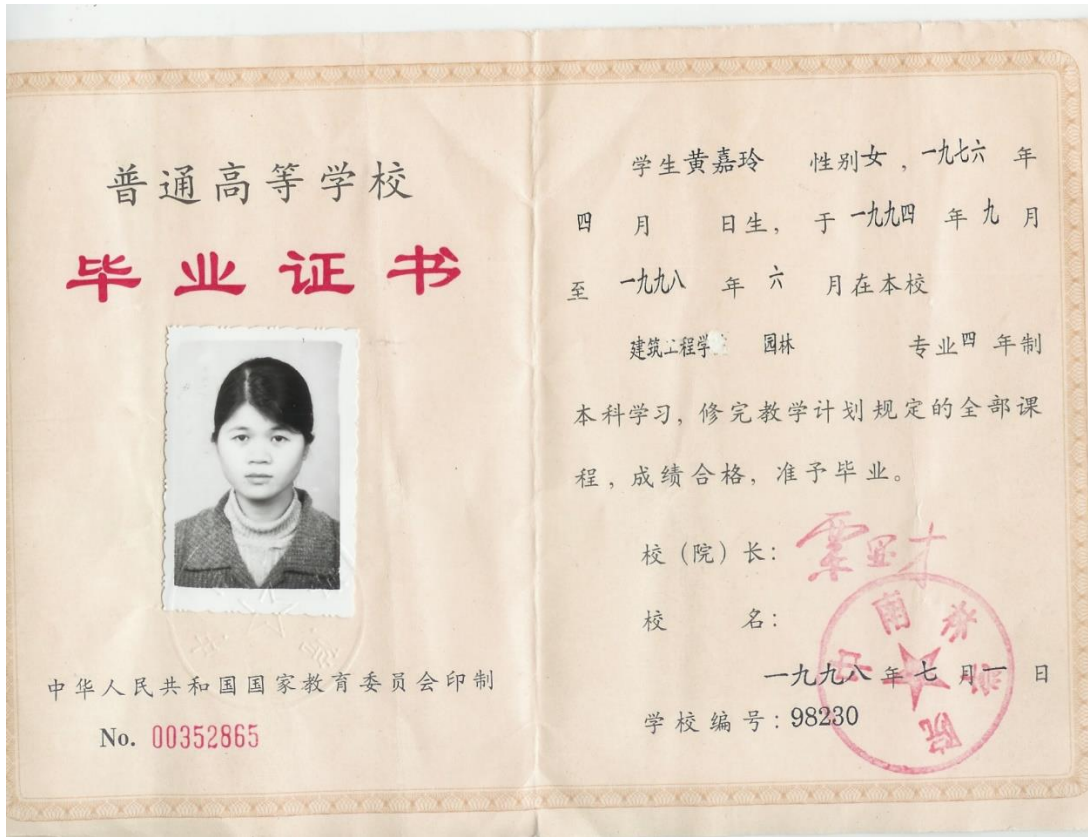 普通高等学校
毕业证书
中华人民共和国国家教育委员会印制
No. 00352865
学生黄嘉玲 性别女，一九七六 年
四 月 日生，于 一九九四 年 九 月
至 一九九八 年 六 月在本校
建筑工程学 园林 专业四 年制
本科学习，修完教学计划规定的全部课
程，成绩合格，准予毕业。
校（院）长：
校 名：
一九九八 年 七 月 一 日
学校编号：98230